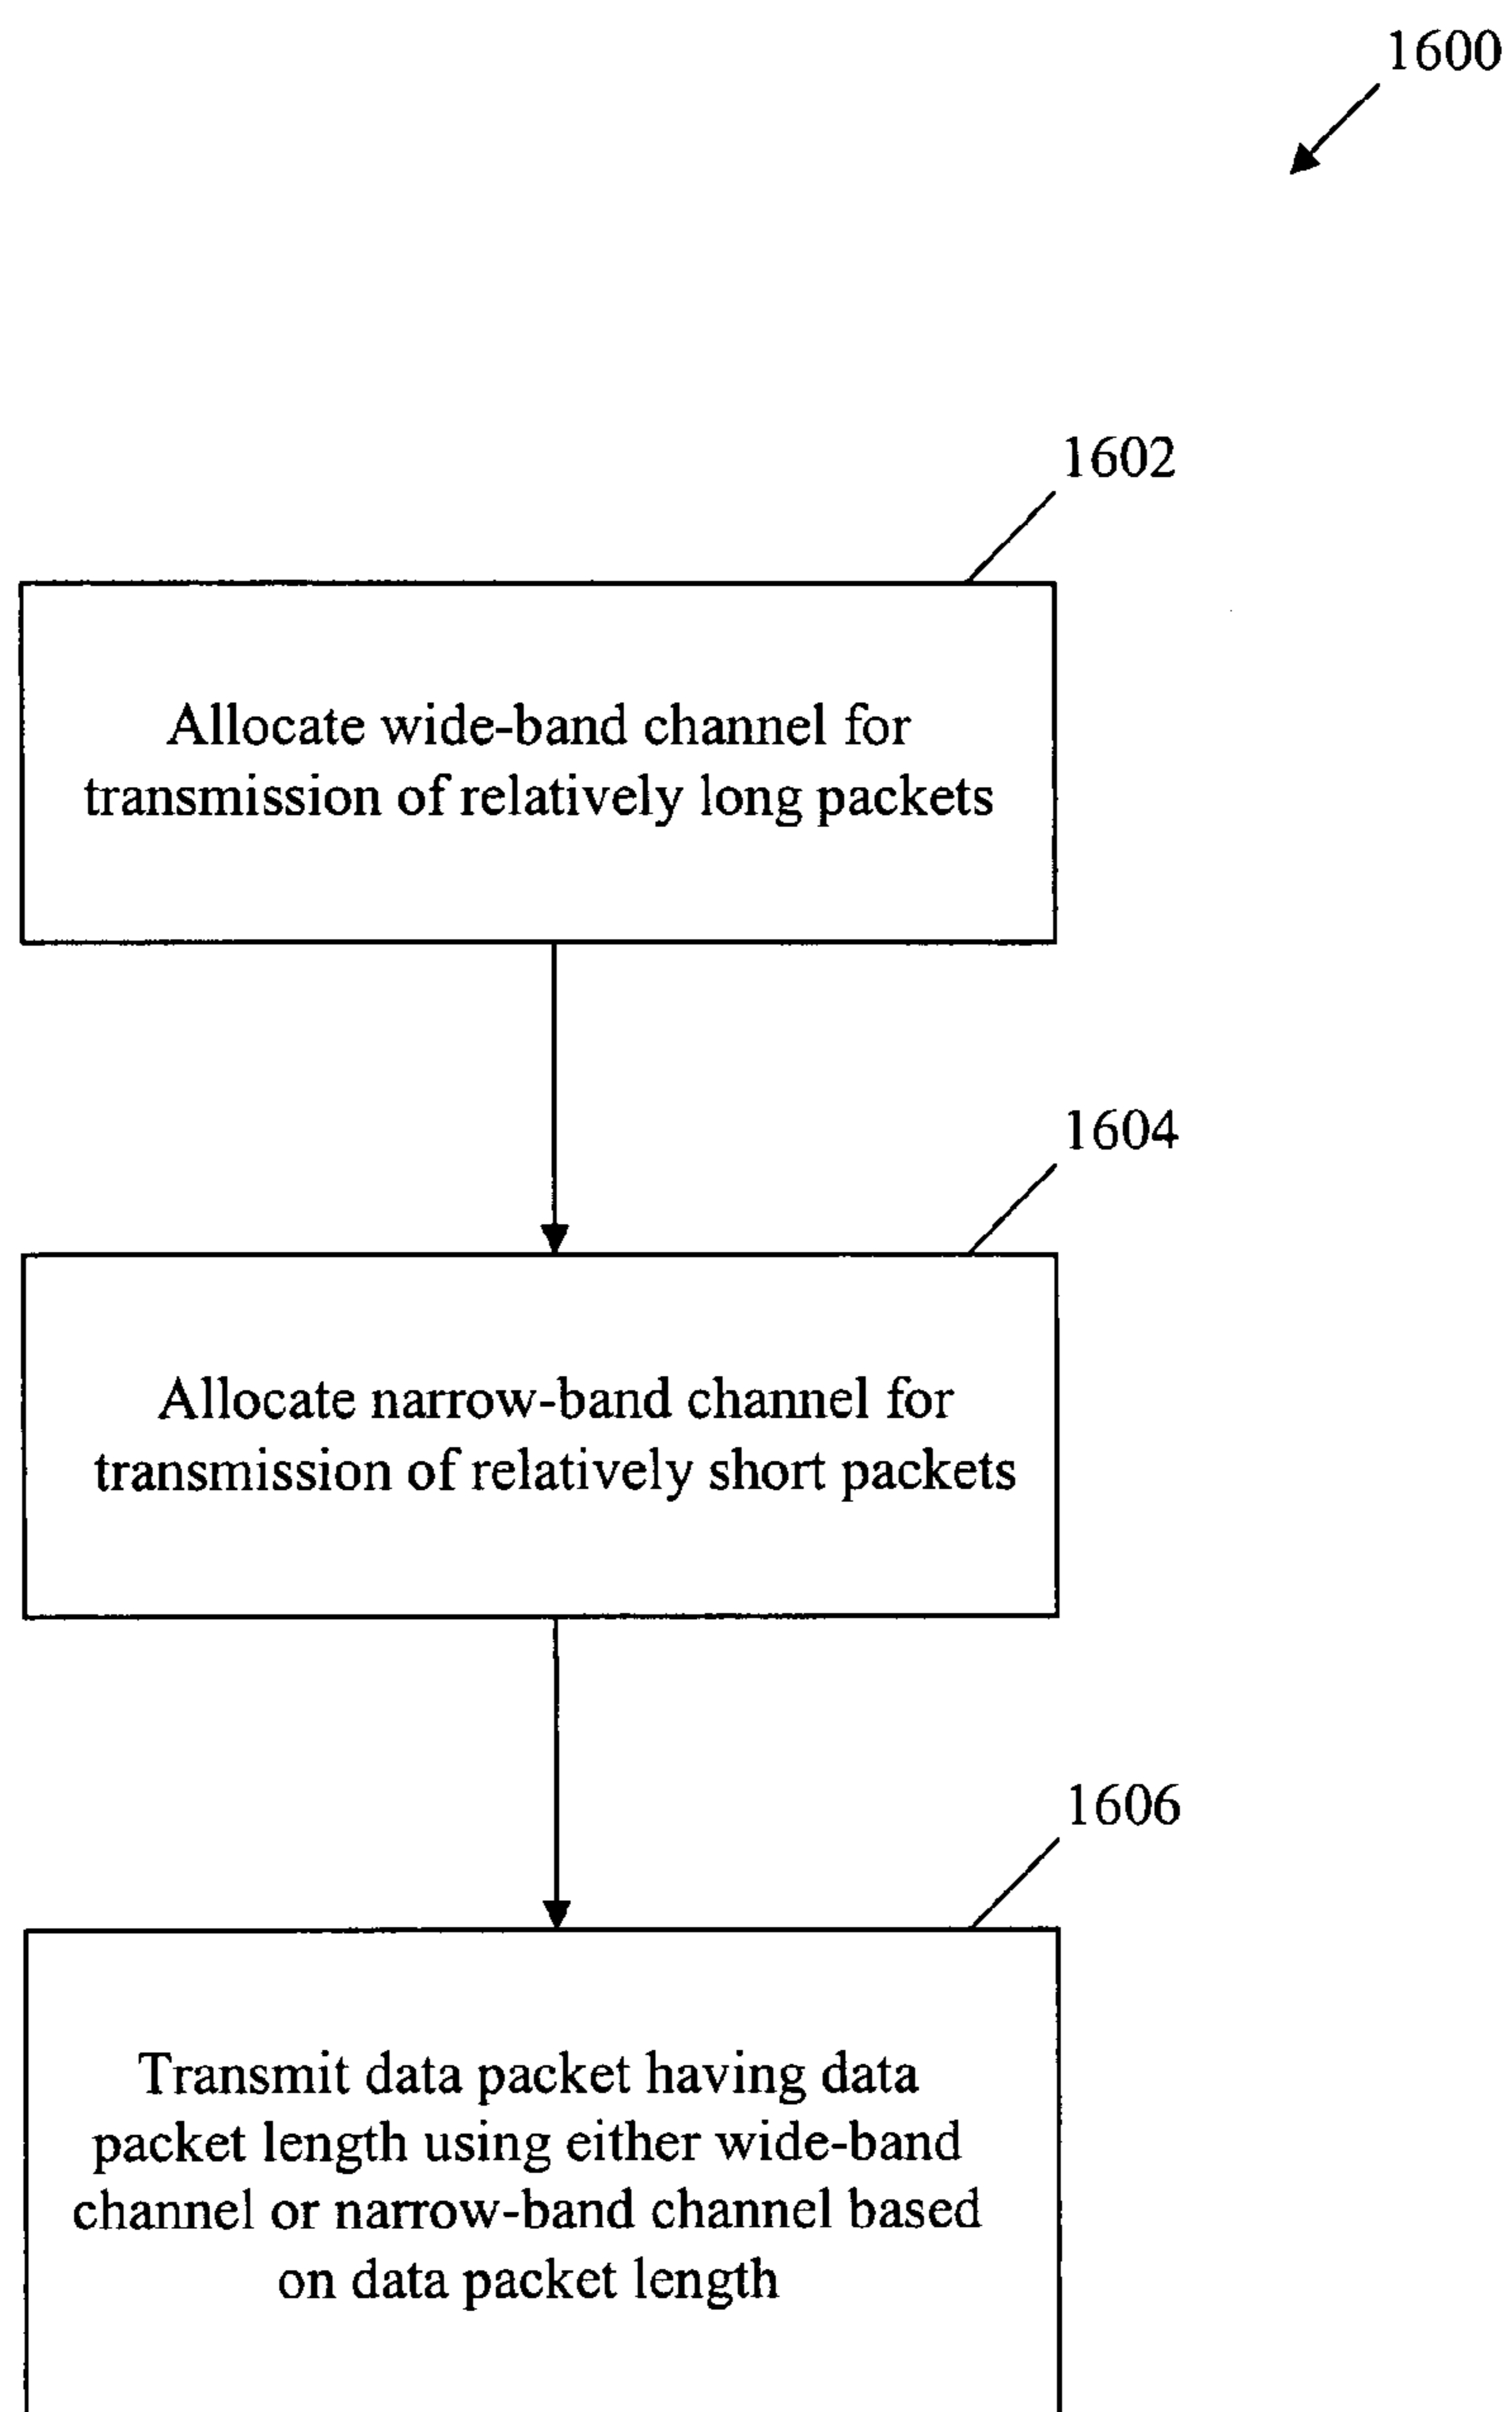 1600
1602
Allocate wide-band channel for
transmission of relatively long packets
1604
Allocate narrow-band channel for
transmission of relatively short packets
1606
Transmit data packet having data
packet length using either wide-band
channel or narrow-band channel based
on data packet length